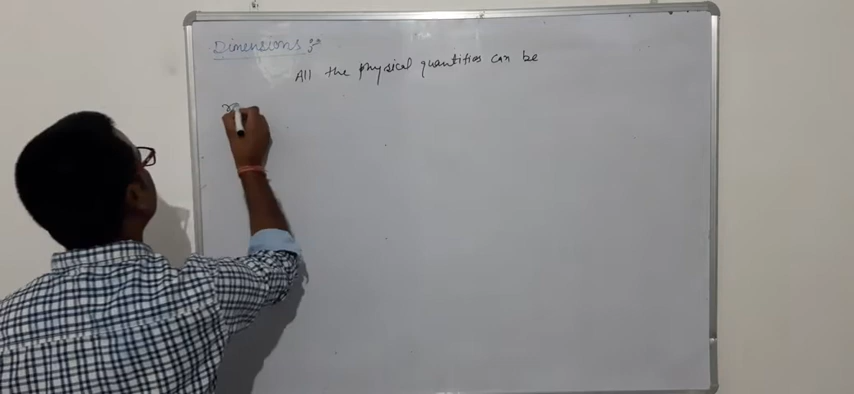 Dimensions :-
All the physical quantities can be